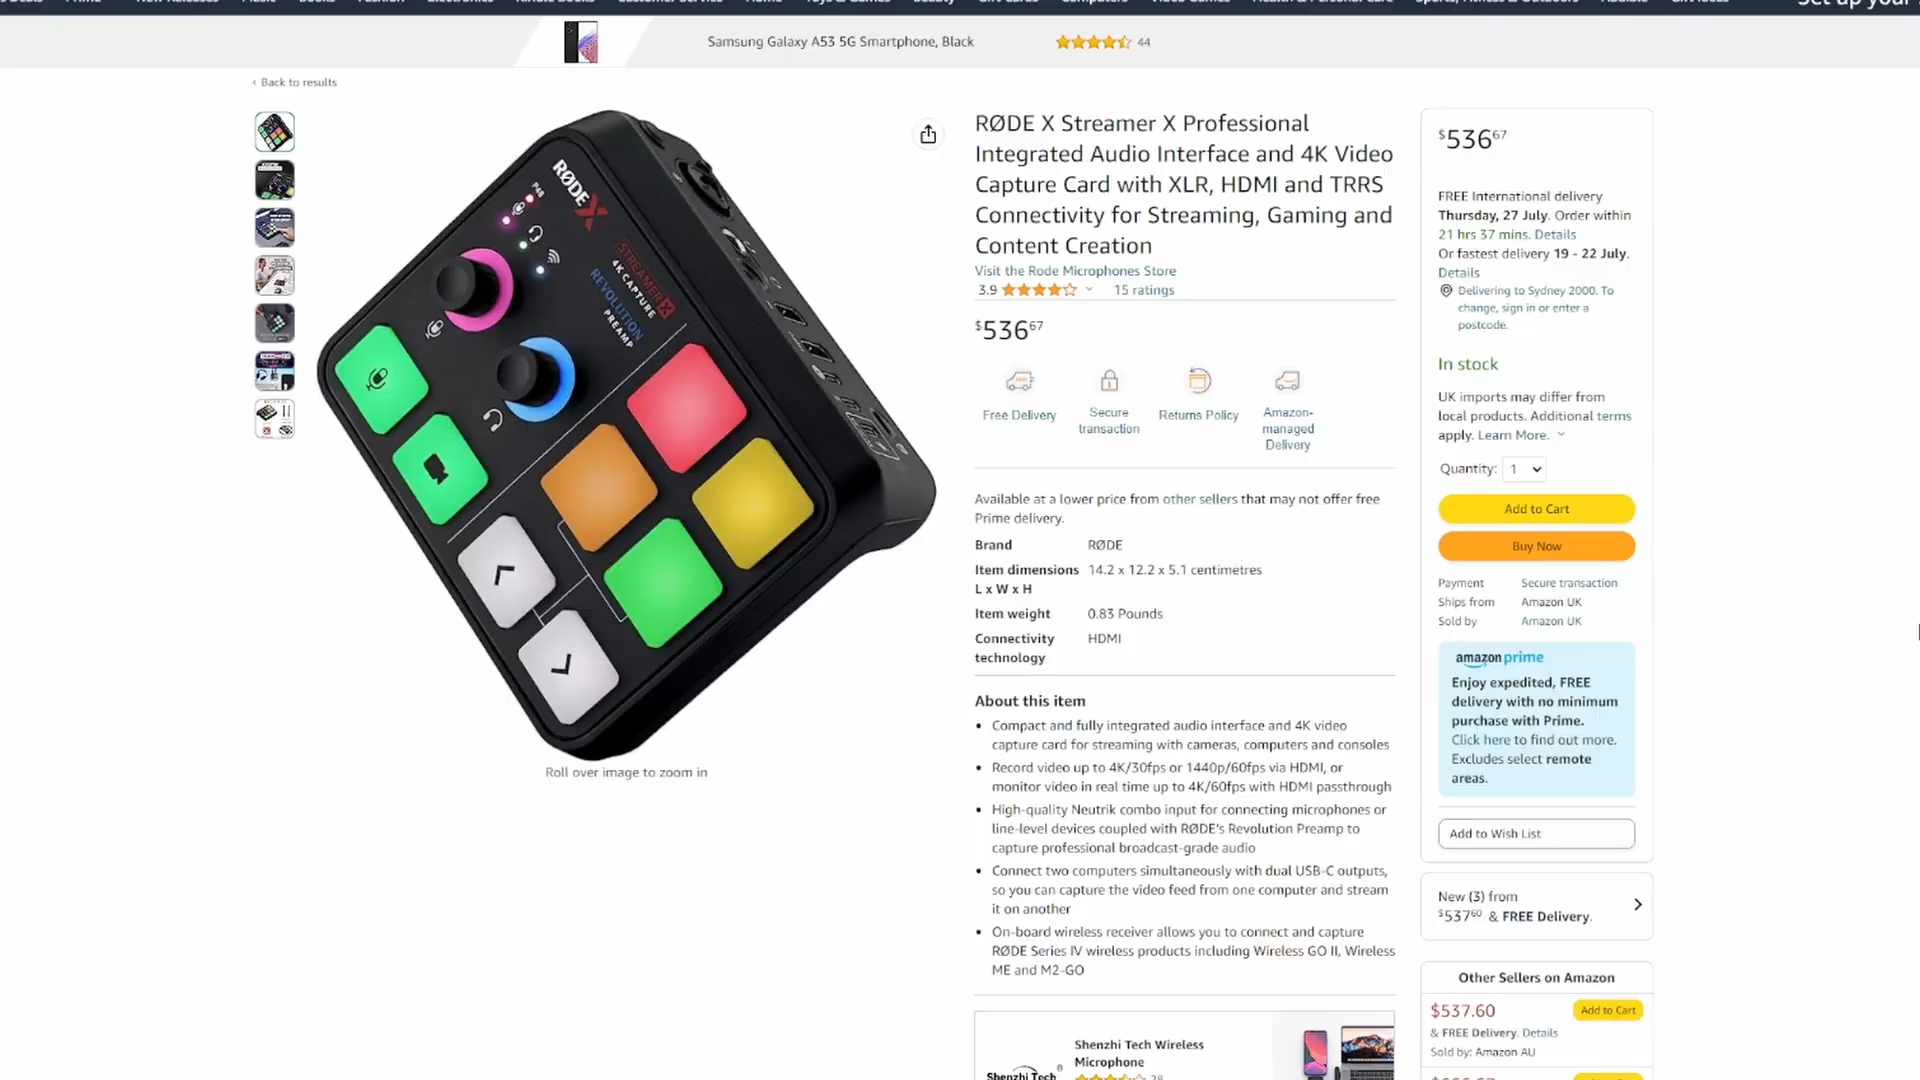 Samsung Galaxy A53 5G Smartphone, Black
44
‹ Back to results
RØDE X
P48
STREAMER X
4K CAPTURE
REVOLUTION
PREAMP
Roll over image to zoom in
RØDE X Streamer X Professional
Integrated Audio Interface and 4K Video
Capture Card with XLR, HDMI and TRRS
Connectivity for Streaming, Gaming and
Content Creation
Visit the Rode Microphones Store
3.9 15 ratings
$53667
Free Delivery
Secure transaction
Returns Policy
Amazon-managed Delivery
Available at a lower price from other sellers that may not offer free
Prime delivery.
Brand RØDE
Item dimensions 14.2 x 12.2 x 5.1 centimetres
L x W x H
Item weight 0.83 Pounds
Connectivity HDMI
technology
About this item
• Compact and fully integrated audio interface and 4K video
capture card for streaming with cameras, computers and consoles
• Record video up to 4K/30fps or 1440p/60fps via HDMI, or
monitor video in real time up to 4K/60fps with HDMI passthrough
• High-quality Neutrik combo input for connecting microphones or
line-level devices coupled with RØDE's Revolution Preamp to
capture professional broadcast-grade audio
• Connect two computers simultaneously with dual USB-C outputs,
so you can capture the video feed from one computer and stream
it on another
• On-board wireless receiver allows you to connect and capture
RØDE Series IV wireless products including Wireless GO II, Wireless
ME and M2-GO
Shenzhi Tech Wireless
Microphone
Shenzhi Tech
28
$53667
FREE International delivery
Thursday, 27 July. Order within
21 hrs 37 mins. Details
Or fastest delivery 19 - 22 July.
Details
Delivering to Sydney 2000. To
change, sign in or enter a
postcode.
In stock
UK imports may differ from
local products. Additional terms
apply. Learn More.
Quantity: 1
Add to Cart
Buy Now
Payment Secure transaction
Ships from Amazon UK
Sold by Amazon UK
amazon prime
Enjoy expedited, FREE
delivery with no minimum
purchase with Prime.
Click here to find out more.
Excludes select remote
areas.
Add to Wish List
New (3) from
$53760 & FREE Delivery.
Other Sellers on Amazon
$537.60 Add to Cart
& FREE Delivery. Details
Sold by: Amazon AU